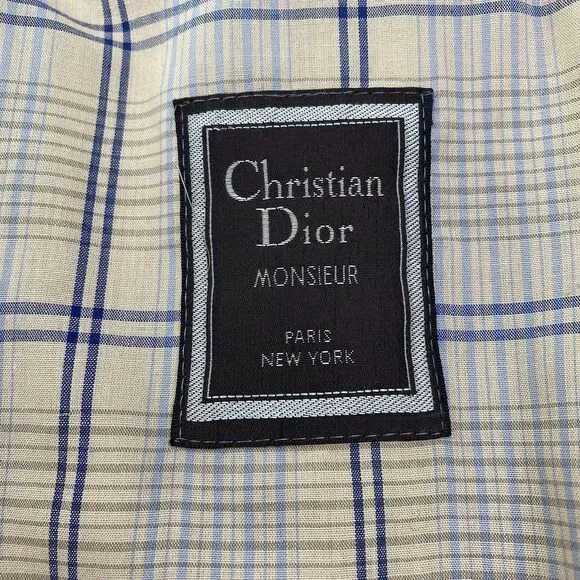 Christian
Dior
MONSIEUR
PARIS
NEW YORK